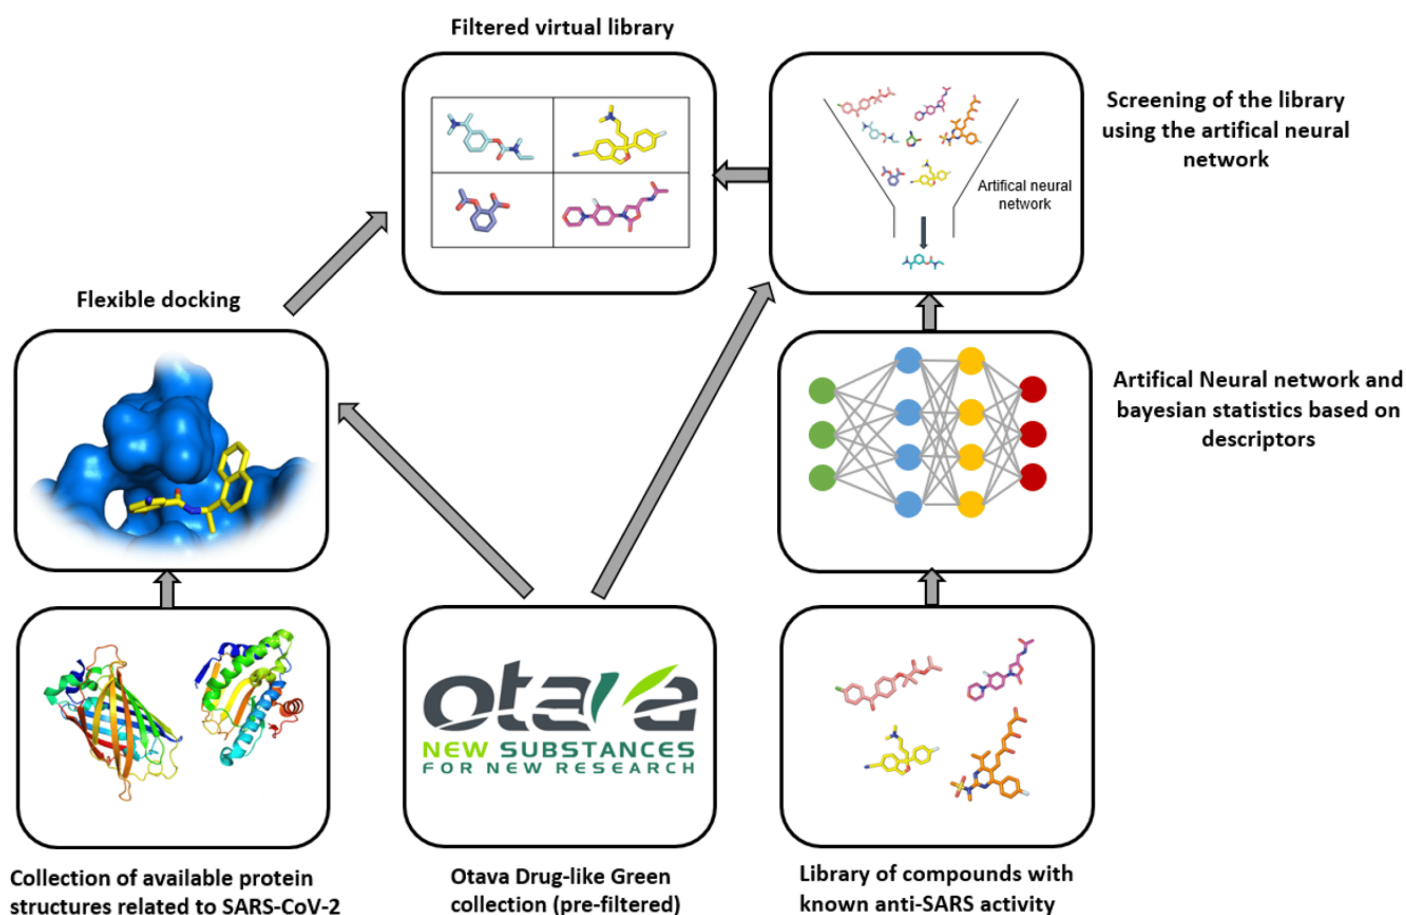 Filtered virtual library
Screening of the library
using the artifical neural
network
Artifical neural
network
Flexible docking
Artifical Neural network and
bayesian statistics based on
descriptors
otava
NEW SUBSTANCES
FOR NEW RESEARCH
Collection of available protein
structures related to SARS-CoV-2
Otava Drug-like Green
collection (pre-filtered)
Library of compounds with
known anti-SARS activity